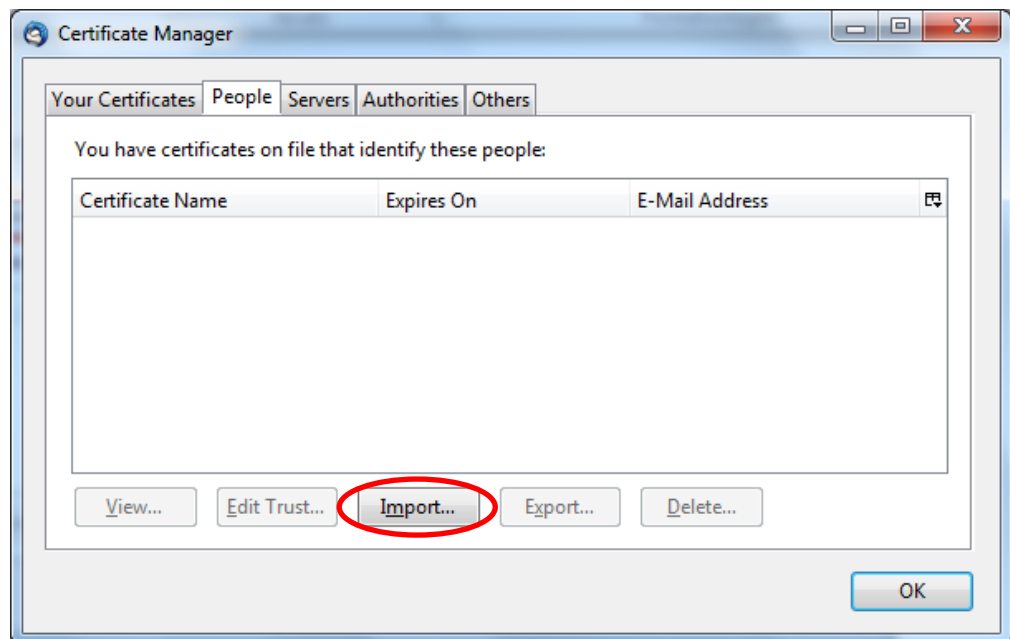 Certificate Manager
Your Certificates People Servers Authorities Others
You have certificates on file that identify these people:
Certificate Name Expires On E-Mail Address
View... Edit Trust... Import... Export... Delete...
OK